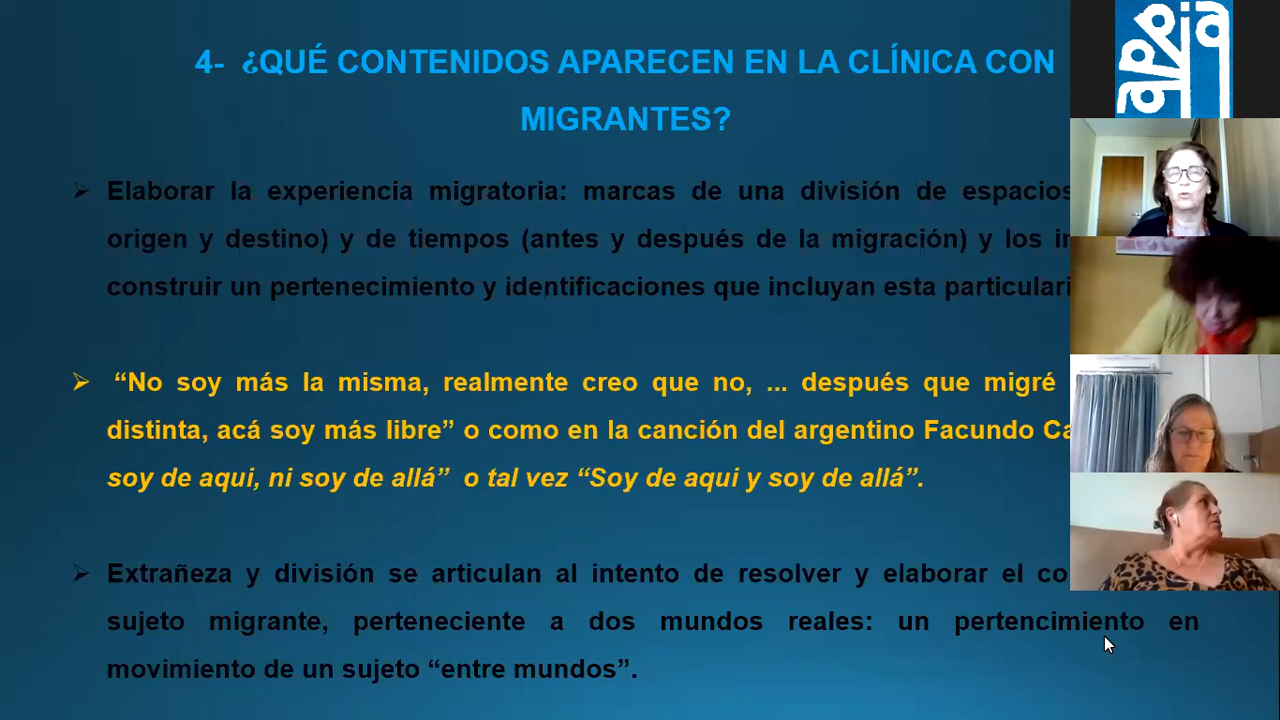 4- ¿QUÉ CONTENIDOS APARECEN EN LA CLÍNICA CON
MIGRANTES?
Elaborar la experiencia migratoria: marcas de una división de espacios
origen y destino) y de tiempos (antes y después de la migración) y los
construir un pertenecimiento y identificaciones que incluyan esta
“No soy más la misma, realmente creo que no, ... después que migré
distinta, acá soy más libre” o como en la canción del argentino Facundo
soy de aqui, ni soy de allá” o tal vez “Soy de aqui y soy de allá”.
Extrañeza y división se articulan al intento de resolver y elaborar el
sujeto migrante, perteneciente a dos mundos reales: un pertencimiento en
movimiento de un sujeto “entre mundos”.
appia